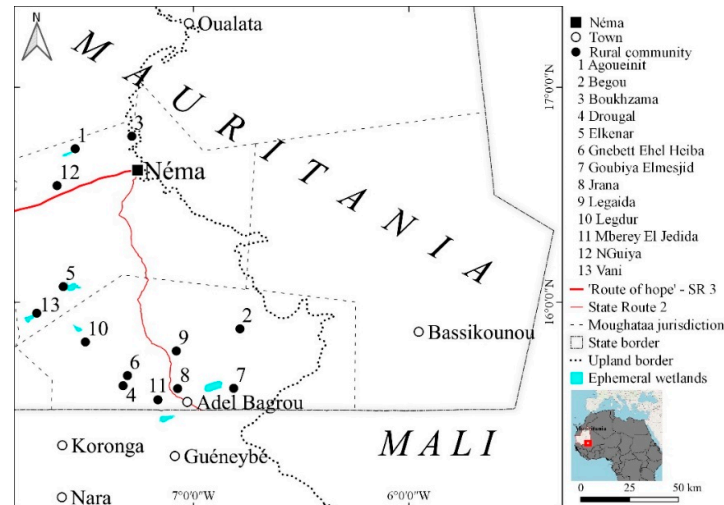 N
Oualata
MAURITANIA
17°0'0"N
3
1
12
Néma
5
13
10
16°0'0"N
2
Bassikounou
9
6
8
7
4
11
Adel Bagrou
Koronga
Guéneybé
MALI
Nara
7°0'0"W
6°0'0"W
Néma
Town
Rural community
1 Agoueinit
2 Begou
3 Boukhzama
4 Drougal
5 Elkenar
6 Gnebett Ehel Heiba
7 Goubiya Elmesjid
8 Jrana
9 Legaida
10 Legdur
11 Mberey El Jedida
12 NGuiya
13 Vani
'Route of hope' - SR 3
State Route 2
Moughataa jurisdiction
State border
Upland border
Ephemeral wetlands
Mauritania
0 25 50 km